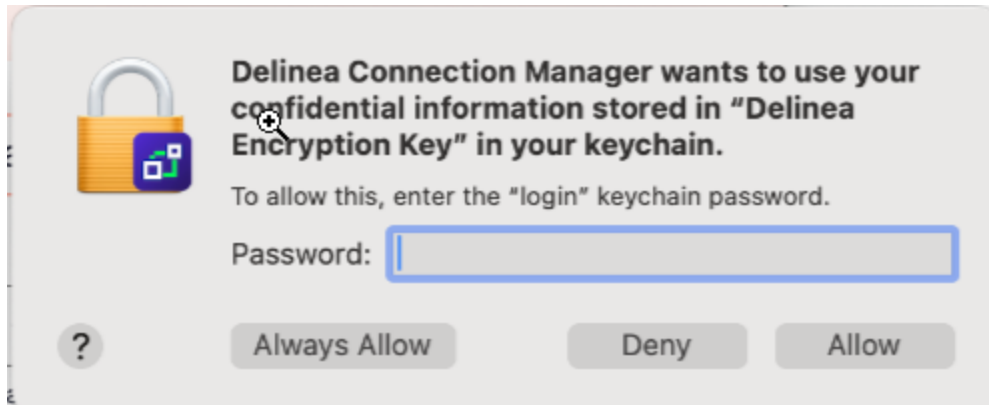 Delinea Connection Manager wants to use your
confidential information stored in “Delinea
Encryption Key” in your keychain.
To allow this, enter the “login” keychain password.
Password:
?
Always Allow
Deny
Allow